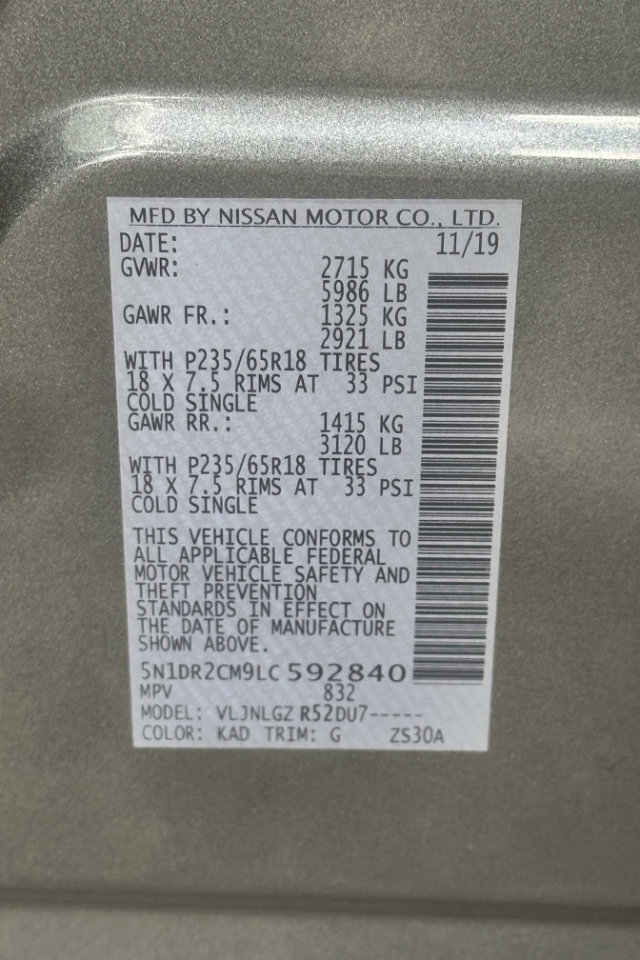 MFD BY NISSAN MOTOR CO., LTD.
DATE: 11/19
GVWR: 2715 KG
5986 LB
GAWR FR.: 1325 KG
2921 LB
WITH P235/65R18 TIRES
18 X 7.5 RIMS AT 33 PSI
COLD SINGLE
GAWR RR.: 1415 KG
3120 LB
WITH P235/65R18 TIRES
18 X 7.5 RIMS AT 33 PSI
COLD SINGLE
THIS VEHICLE CONFORMS TO
ALL APPLICABLE FEDERAL
MOTOR VEHICLE SAFETY AND
THEFT PREVENTION
STANDARDS IN EFFECT ON
THE DATE OF MANUFACTURE
SHOWN ABOVE.
5N1DR2CM9LC592840
MPV 832
MODEL: VLJNLGZ R52DU7-----
COLOR: KAD TRIM: G ZS30A